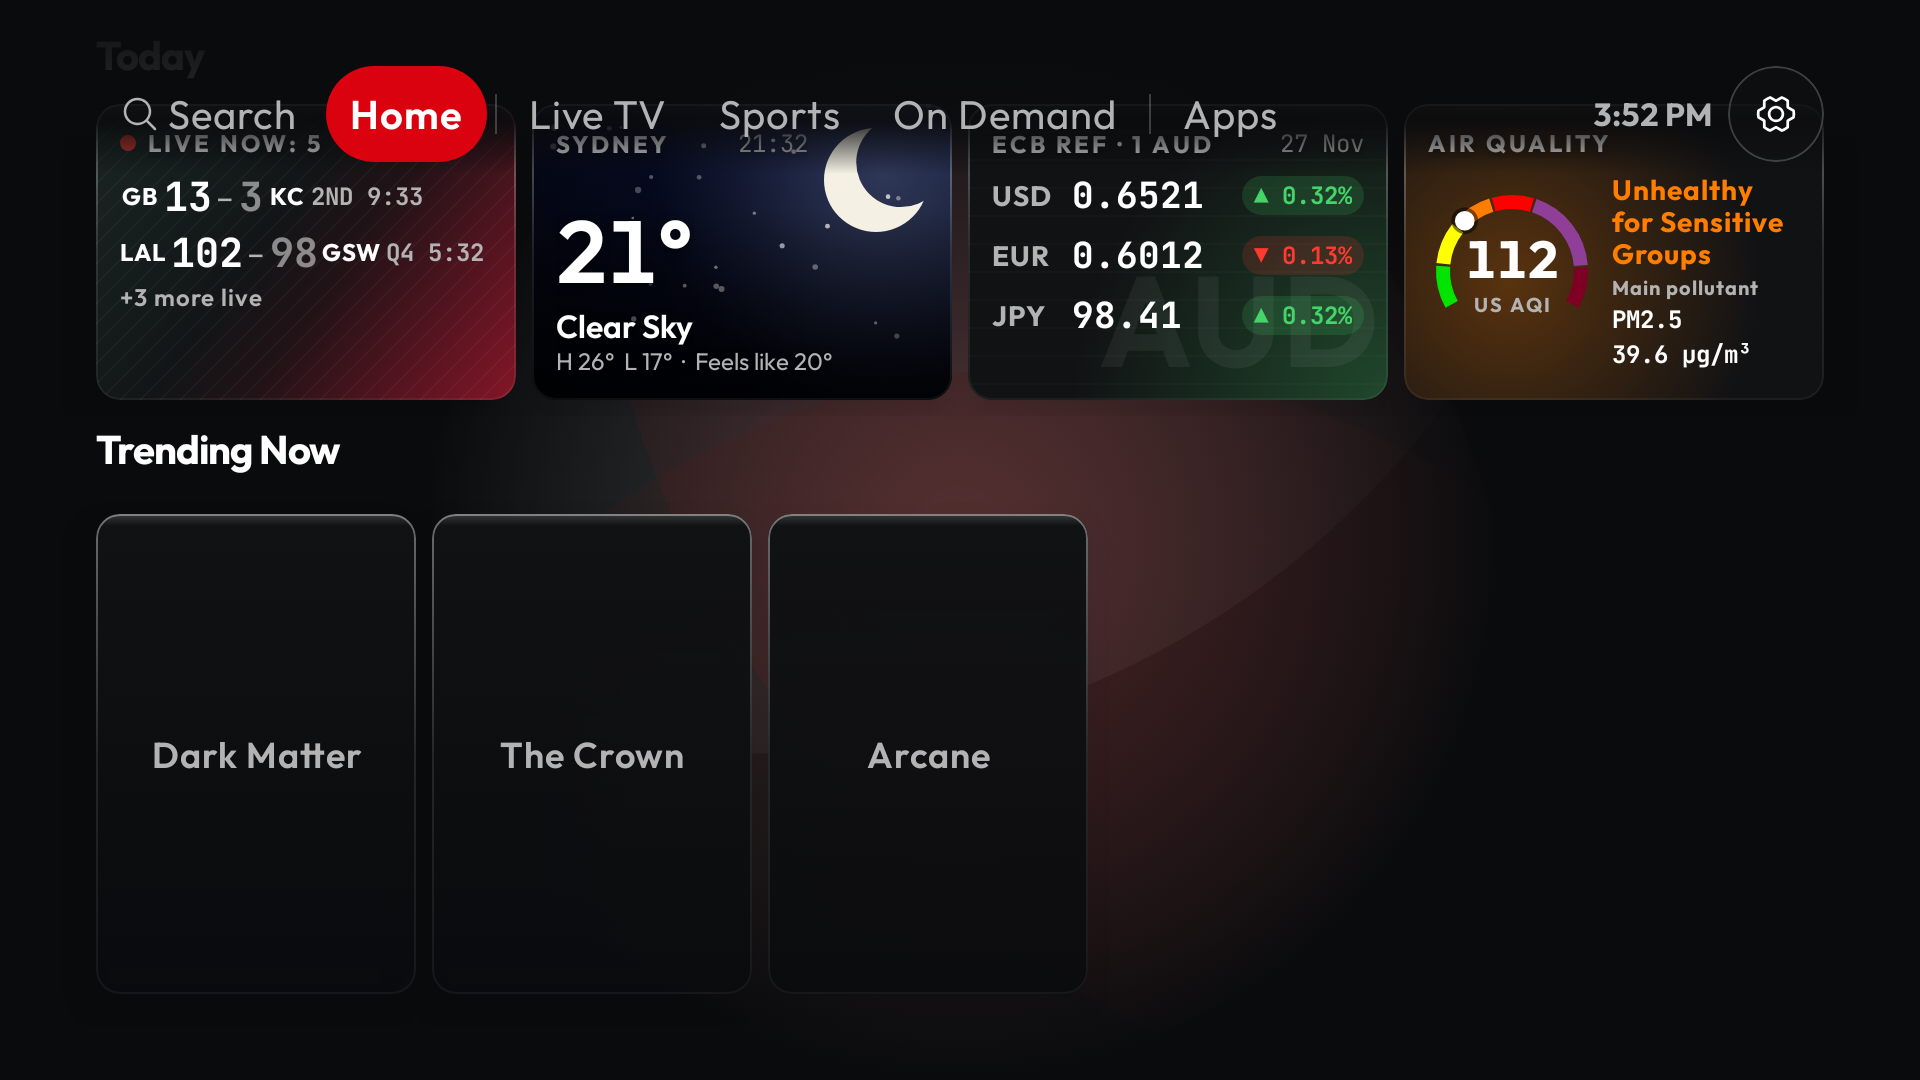 Today
Search Home Live TV Sports On Demand Apps 3:52 PM
LIVE NOW: 5
GB 13 – 3 KC 2ND 9:33
LAL 102 – 98 GSW Q4 5:32
+3 more live
SYDNEY 21:32
21°
Clear Sky
H 26° L 17° · Feels like 20°
ECB REF · 1 AUD 27 Nov
USD 0.6521 ▲ 0.32%
EUR 0.6012 ▼ 0.13%
JPY 98.41 ▲ 0.32%
AUD
AIR QUALITY
112
US AQI
Unhealthy
for Sensitive
Groups
Main pollutant
PM2.5
39.6 µg/m³
Trending Now
Dark Matter
The Crown
Arcane